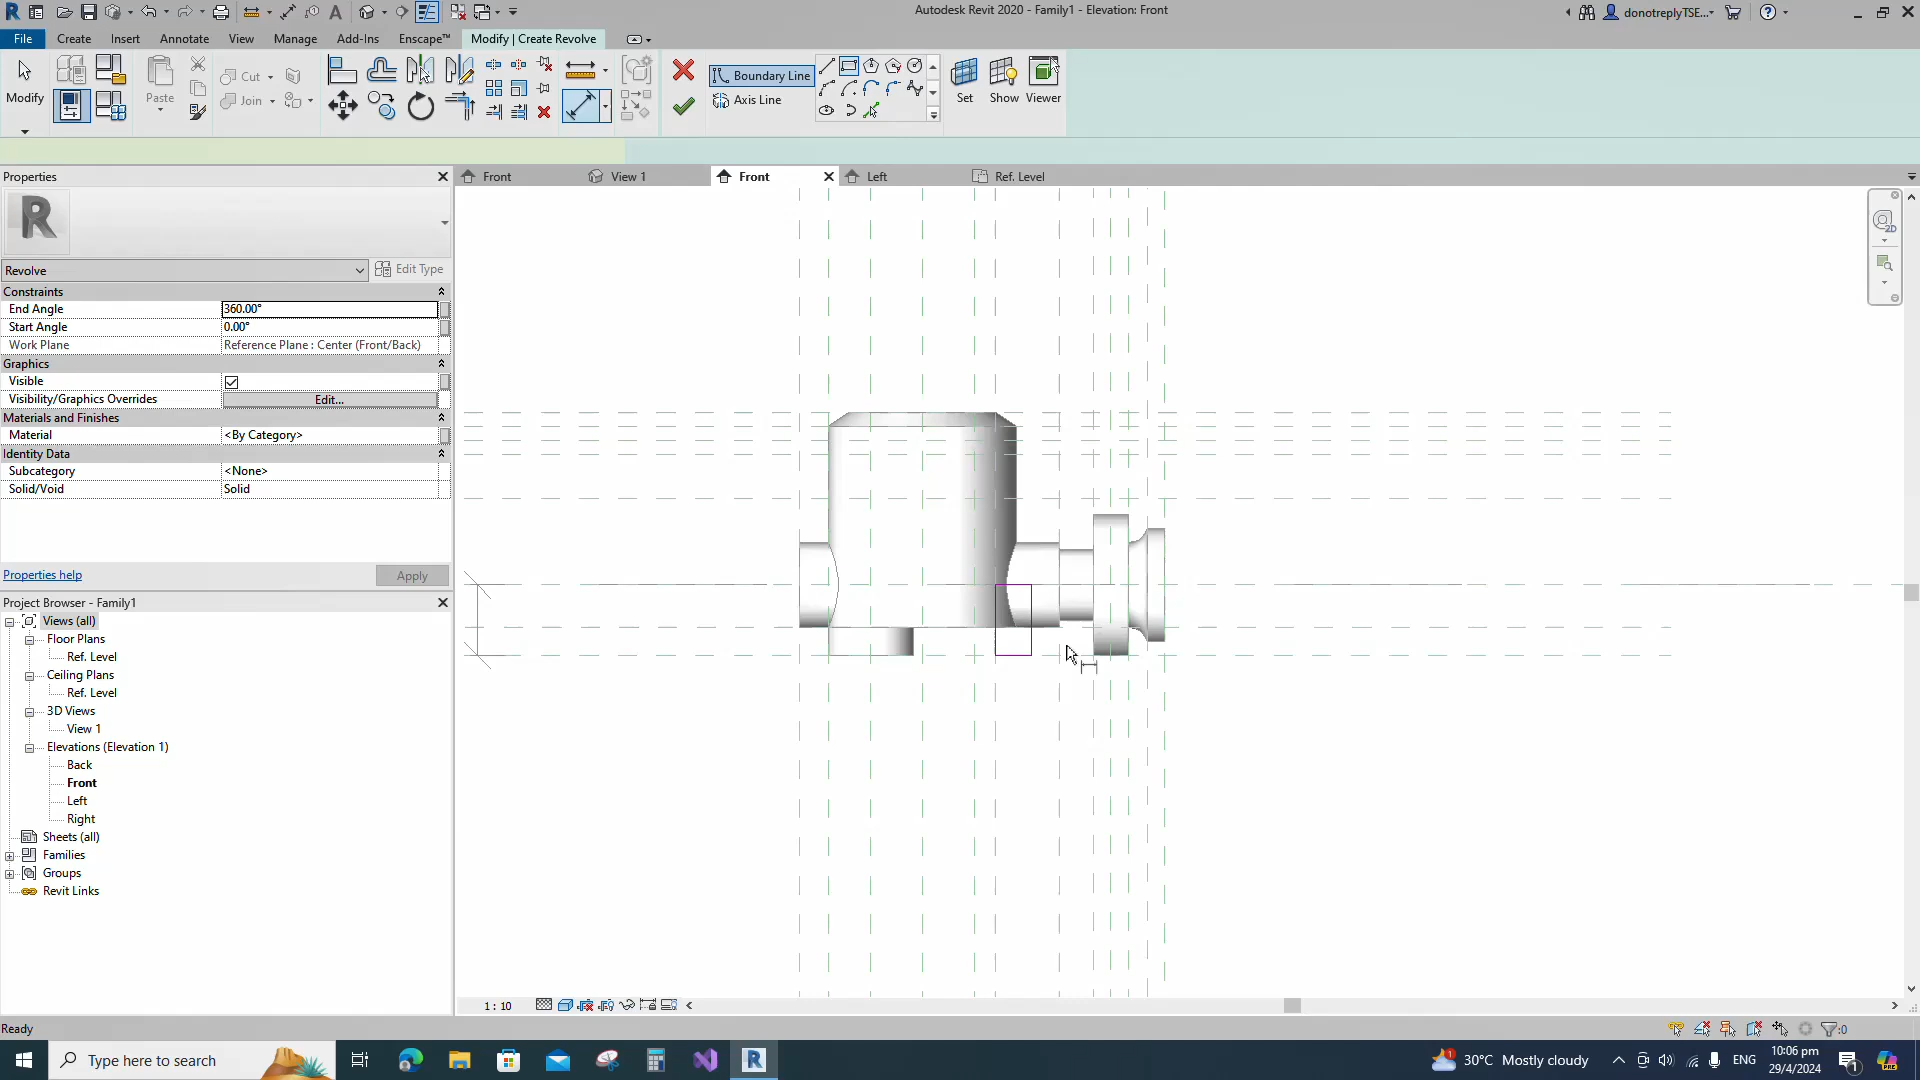 Autodesk Revit 2020 - Family1 - Elevation: Front
donotreplyTSE...
File
Create
Insert
Annotate
View
Manage
Add-Ins
Enscape™
Modify | Create Revolve
Modify
Paste
Cut
Join
Boundary Line
Axis Line
Set
Show
Viewer
Properties
Front
View 1
Front
Left
Ref. Level
Revolve
Edit Type
Constraints
End Angle 360.00°
Start Angle 0.00°
Work Plane Reference Plane : Center (Front/Back)
Graphics
Visible
Visibility/Graphics Overrides Edit...
Materials and Finishes
Material <By Category>
Identity Data
Subcategory <None>
Solid/Void Solid
Properties help
Apply
Project Browser - Family1
Views (all)
Floor Plans
Ref. Level
Ceiling Plans
Ref. Level
3D Views
View 1
Elevations (Elevation 1)
Back
Front
Left
Right
Sheets (all)
Families
Groups
Revit Links
2D
1 : 10
Ready
:0
Type here to search
30°C Mostly cloudy
ENG
10:06 pm
29/4/2024